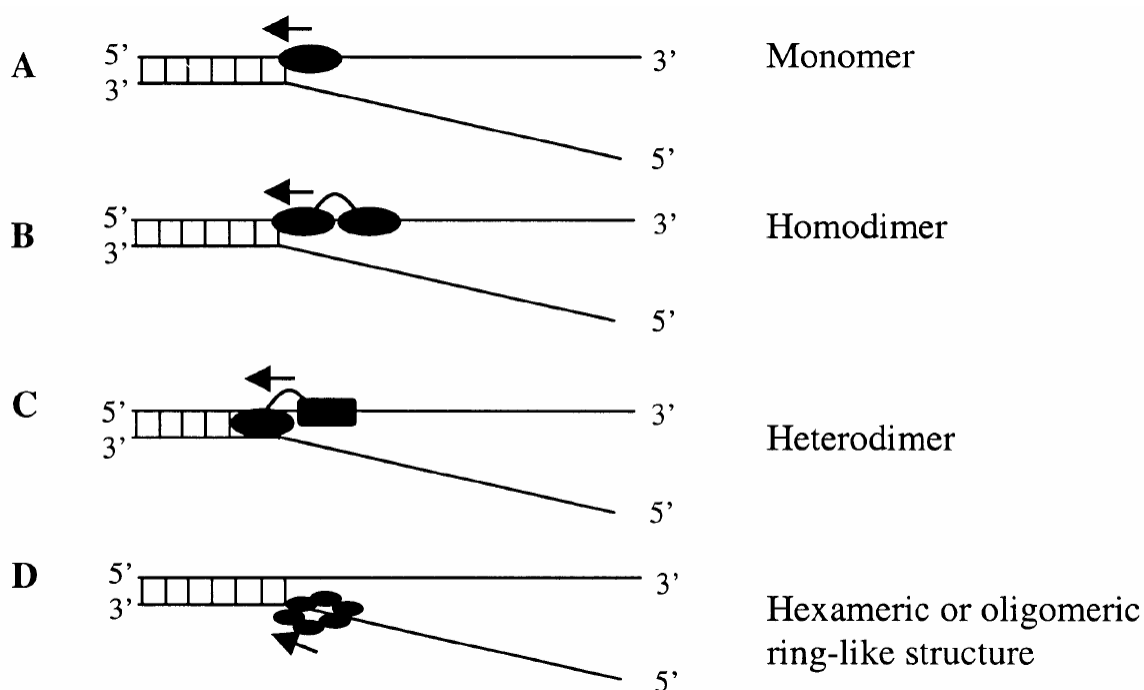 A 5’ 3’ Monomer
3’
5’
B 5’ 3’ Homodimer
3’
5’
C 5’ 3’
3’ Heterodimer
5’
D 5’ 3’
3’ Hexameric or oligomeric
ring-like structure
5’